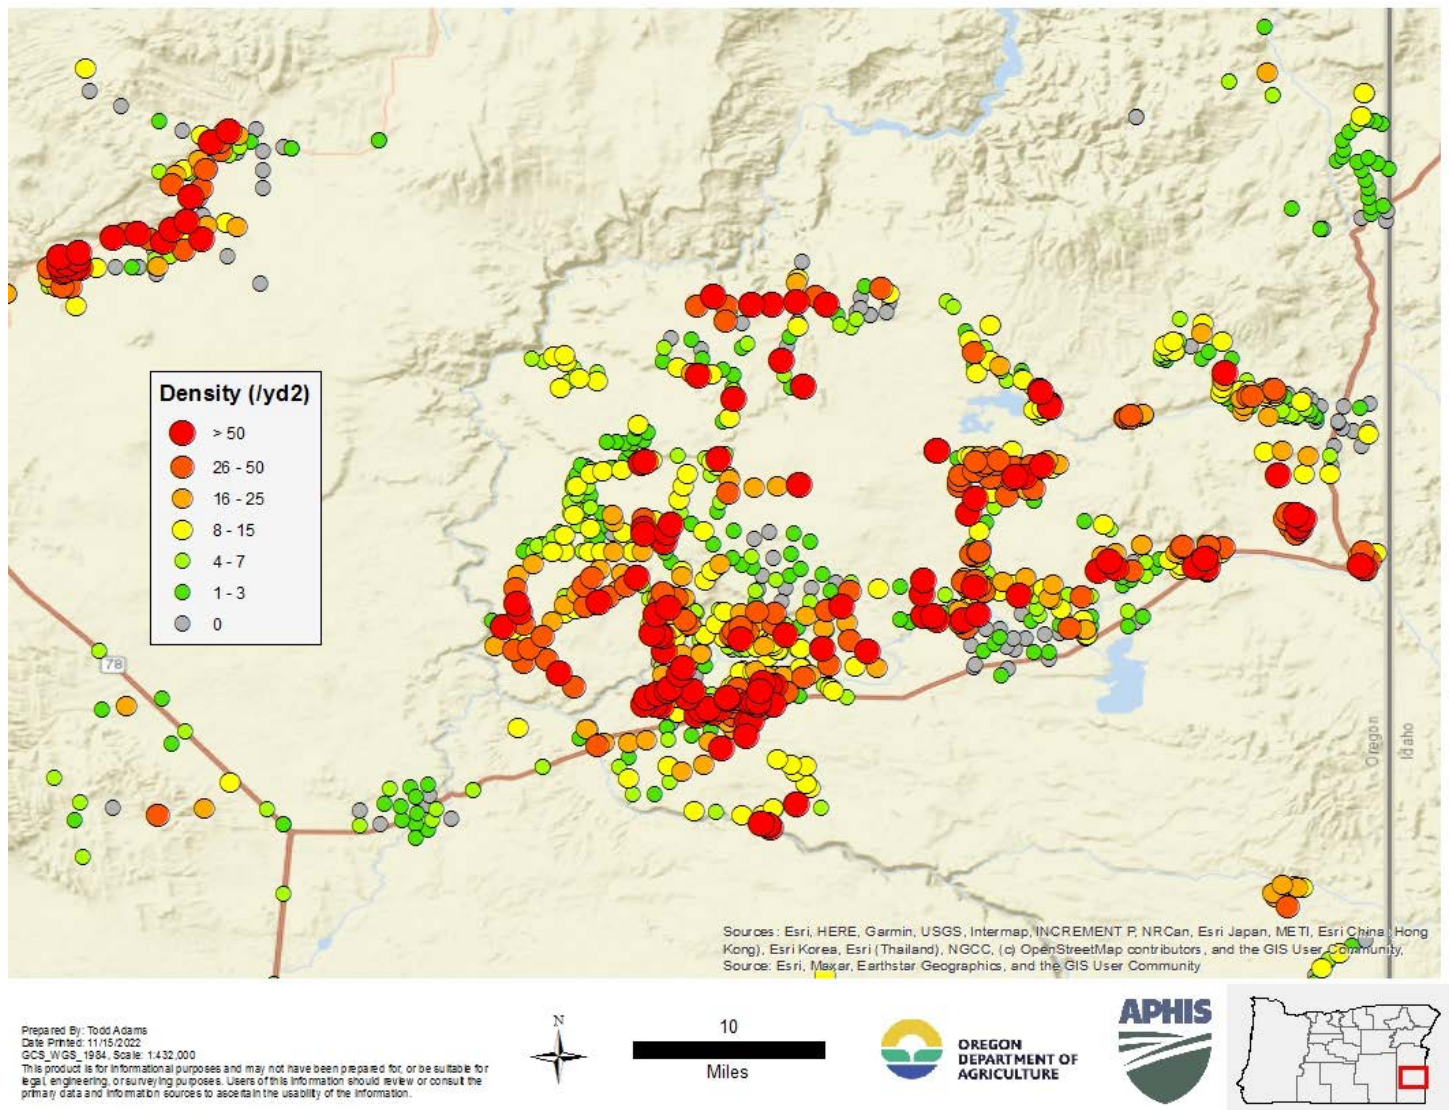 Density (/yd2)
> 50
26 - 50
16 - 25
8 - 15
4 - 7
1 - 3
0
78
Oregon
Idaho
Sources: Esri, HERE, Garmin, USGS, Intermap, INCREMENT P, NRCan, Esri Japan, METI, Esri China (Hong
Kong), Esri Korea, Esri (Thailand), NGCC, (c) OpenStreetMap contributors, and the GIS User Community,
Source: Esri, Maxar, Earthstar Geographics, and the GIS User Community
Prepared By: Todd Adams
Date Printed: 11/15/2022
GCS_WGS_1984, Scale: 1:432,000
This product is for informational purposes and may not have been prepared for, or be suitable for
legal, engineering, or surveying purposes. Users of this information should review or consult the
primary data and information sources to ascertain the usability of the information.
N
10
Miles
OREGON
DEPARTMENT OF
AGRICULTURE
APHIS